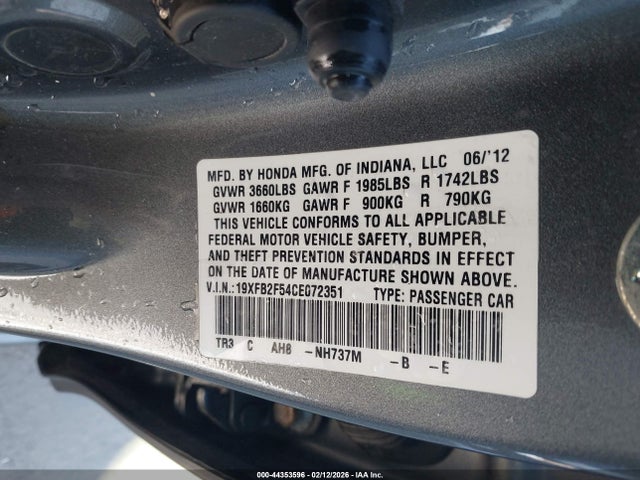 MFD. BY HONDA MFG. OF INDIANA, LLC 06/'12
GVWR 3660LBS GAWR F 1985LBS R 1742LBS
GVWR 1660KG GAWR F 900KG R 790KG
THIS VEHICLE CONFORMS TO ALL APPLICABLE
FEDERAL MOTOR VEHICLE SAFETY, BUMPER,
AND THEFT PREVENTION STANDARDS IN EFFECT
ON THE DATE OF MANUFACTURE SHOWN ABOVE.
V.I.N.:19XFB2F54CE072351 TYPE: PASSENGER CAR
TR3 C AH8 -NH737M -B -E
00-44353596 - 02/12/2026 - IAA Inc.